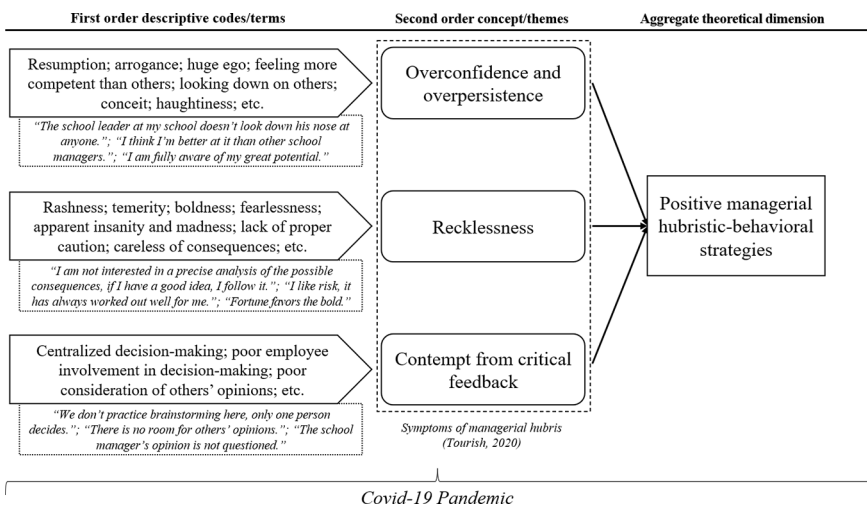 First order descriptive codes/terms
Second order concept/themes
Aggregate theoretical dimension
Resumption; arrogance; huge ego; feeling more
competent than others; looking down on others;
conceit; haughtiness; etc.
“The school leader at my school doesn’t look down his nose at
anyone.”; “I think I’m better at it than other school
managers.”; “I am fully aware of my great potential.”
Overconfidence and
overpersistence
Rashness; temerity; boldness; fearlessness;
apparent insanity and madness; lack of proper
caution; careless of consequences; etc.
“I am not interested in a precise analysis of the possible
consequences, if I have a good idea, I follow it.”; “I like risk, it
has always worked out well for me.”; “Fortune favors the bold.”
Recklessness
Positive managerial
hubristic-behavioral
strategies
Centralized decision-making; poor employee
involvement in decision-making; poor
consideration of others’ opinions; etc.
“We don’t practice brainstorming here, only one person
decides.”; “There is no room for others’ opinions.”; “The school
manager’s opinion is not questioned.”
Contempt from critical
feedback
Symptoms of managerial hubris
(Tourish, 2020)
Covid-19 Pandemic